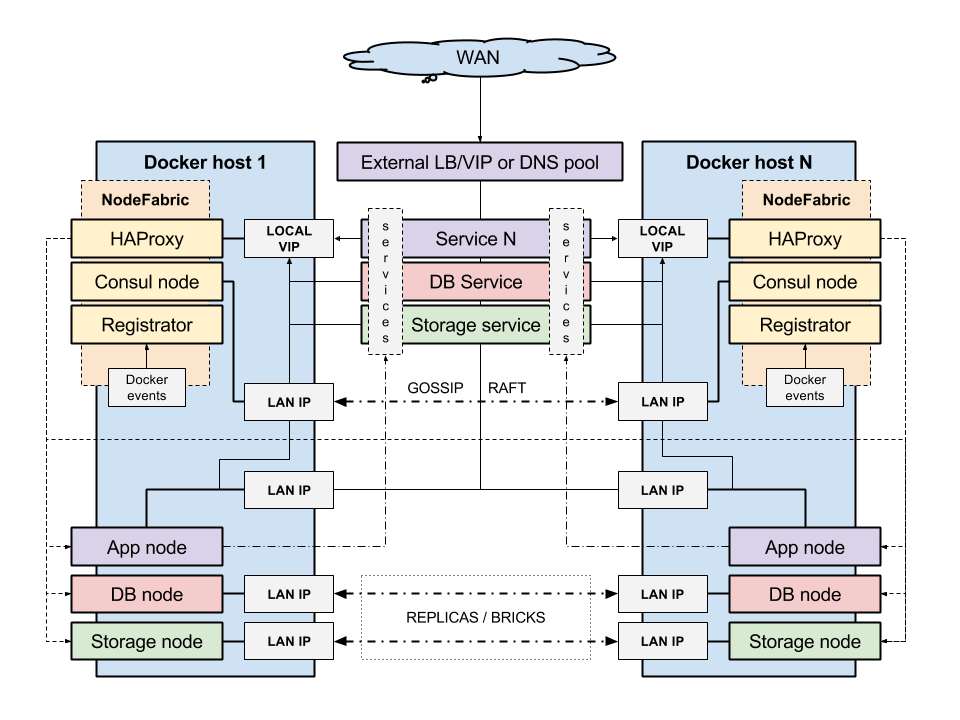 WAN
External LB/VIP or DNS pool
Docker host 1
NodeFabric
HAProxy
Consul node
Registrator
Docker
events
LOCAL
VIP
LAN IP
LAN IP
App node
DB node
LAN IP
Storage node
LAN IP
services
Service N
DB Service
Storage service
services
GOSSIP
RAFT
REPLICAS / BRICKS
Docker host N
NodeFabric
LOCAL
VIP
HAProxy
Consul node
Registrator
Docker
events
LAN IP
LAN IP
App node
LAN IP
DB node
LAN IP
Storage node